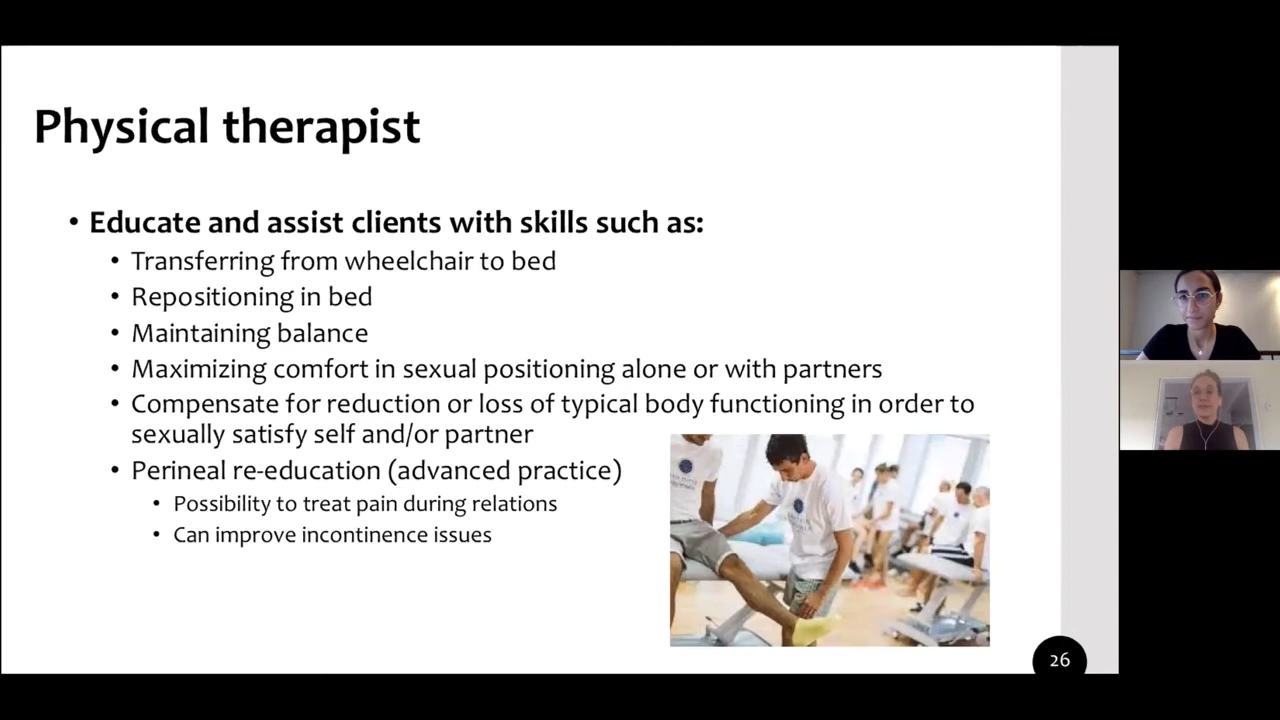 Physical therapist
• Educate and assist clients with skills such as:
• Transferring from wheelchair to bed
• Repositioning in bed
• Maintaining balance
• Maximizing comfort in sexual positioning alone or with partners
• Compensate for reduction or loss of typical body functioning in order to
sexually satisfy self and/or partner
• Perineal re-education (advanced practice)
• Possibility to treat pain during relations
• Can improve incontinence issues
26